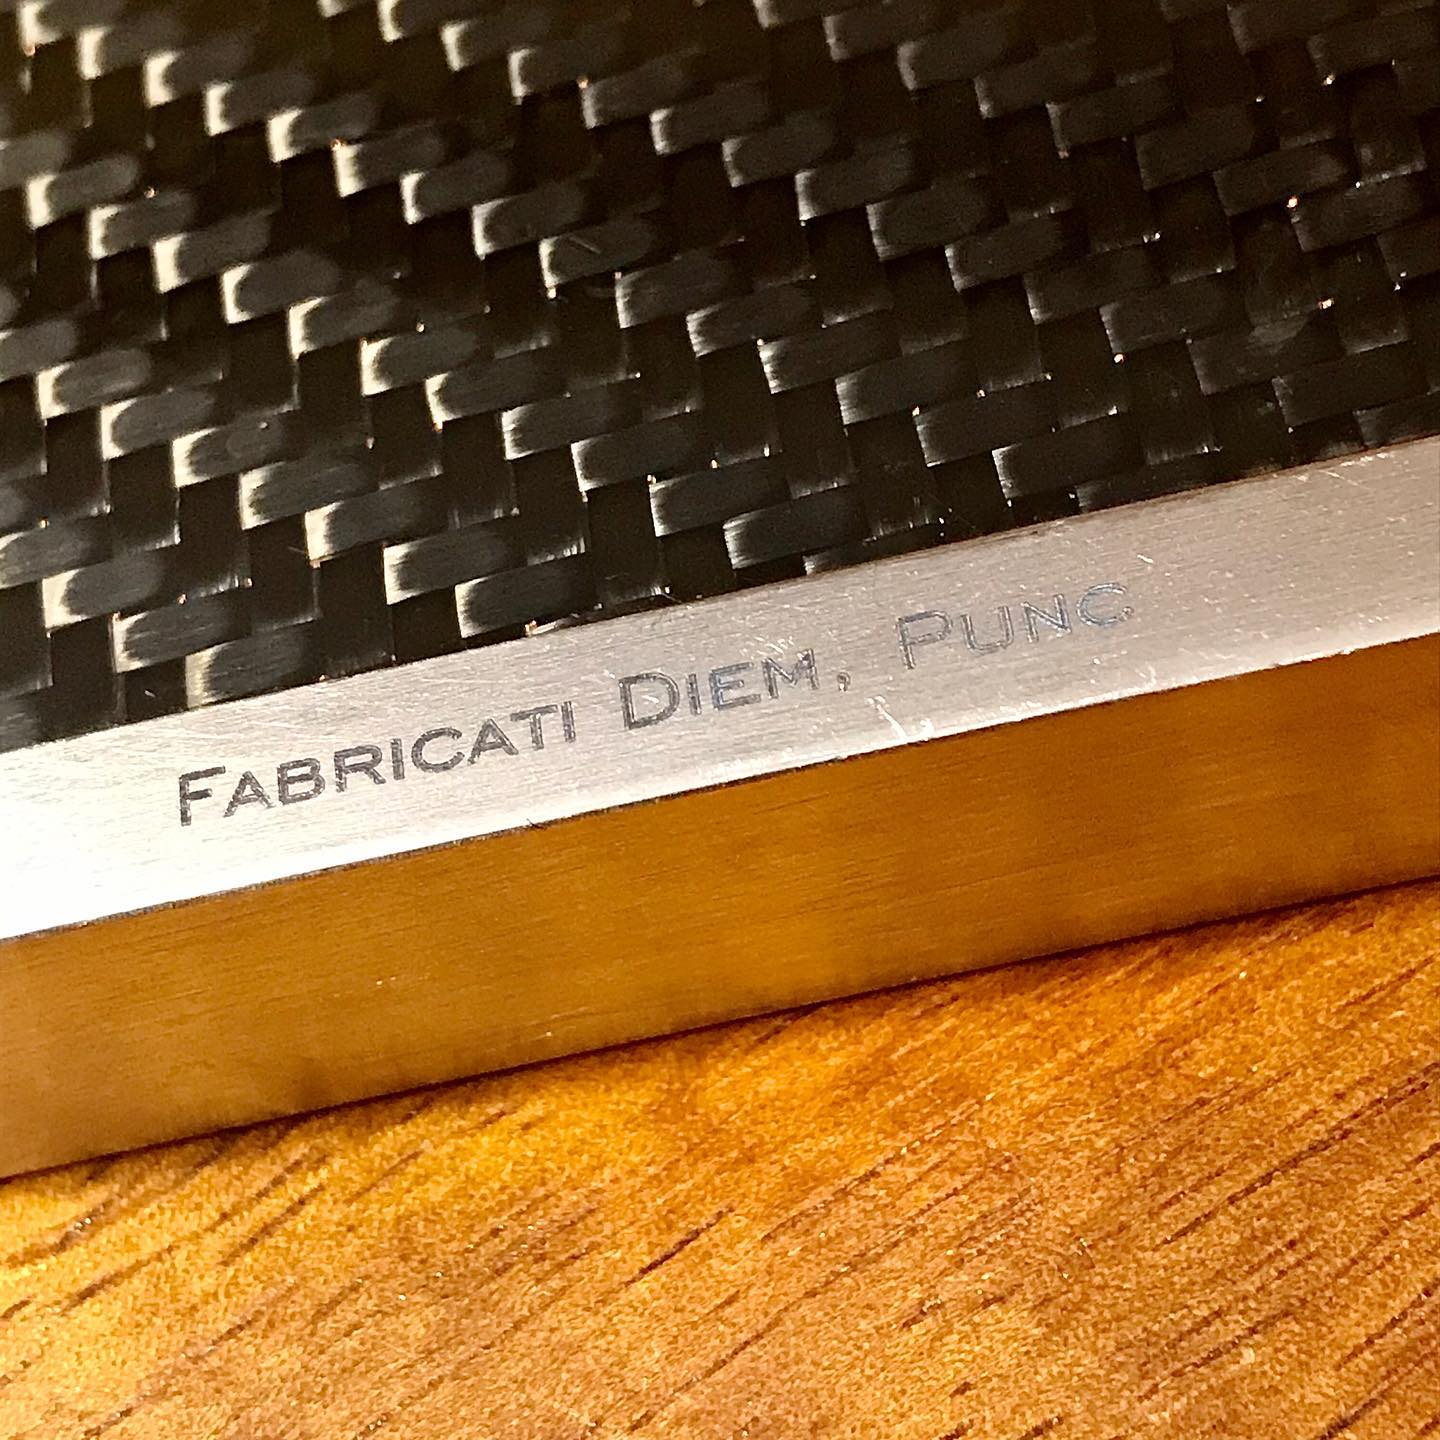 Fabricati Diem, Punc